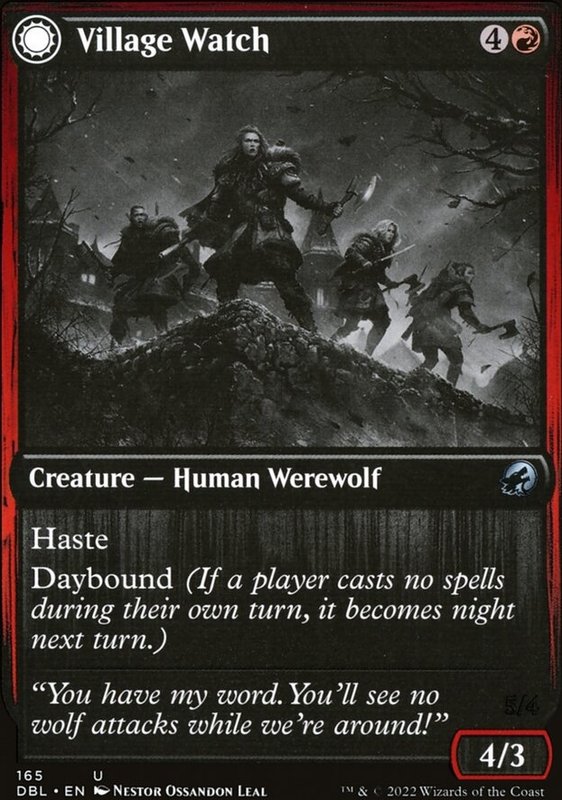 Village Watch 4
Creature — Human Werewolf
Haste
Daybound (If a player casts no spells
during their own turn, it becomes night
next turn.)
“You have my word. You’ll see no
wolf attacks while we’re around!”
5/4
4/3
165 U
DBL • EN Nestor Ossandon Leal
™ & © 2022 Wizards of the Coast